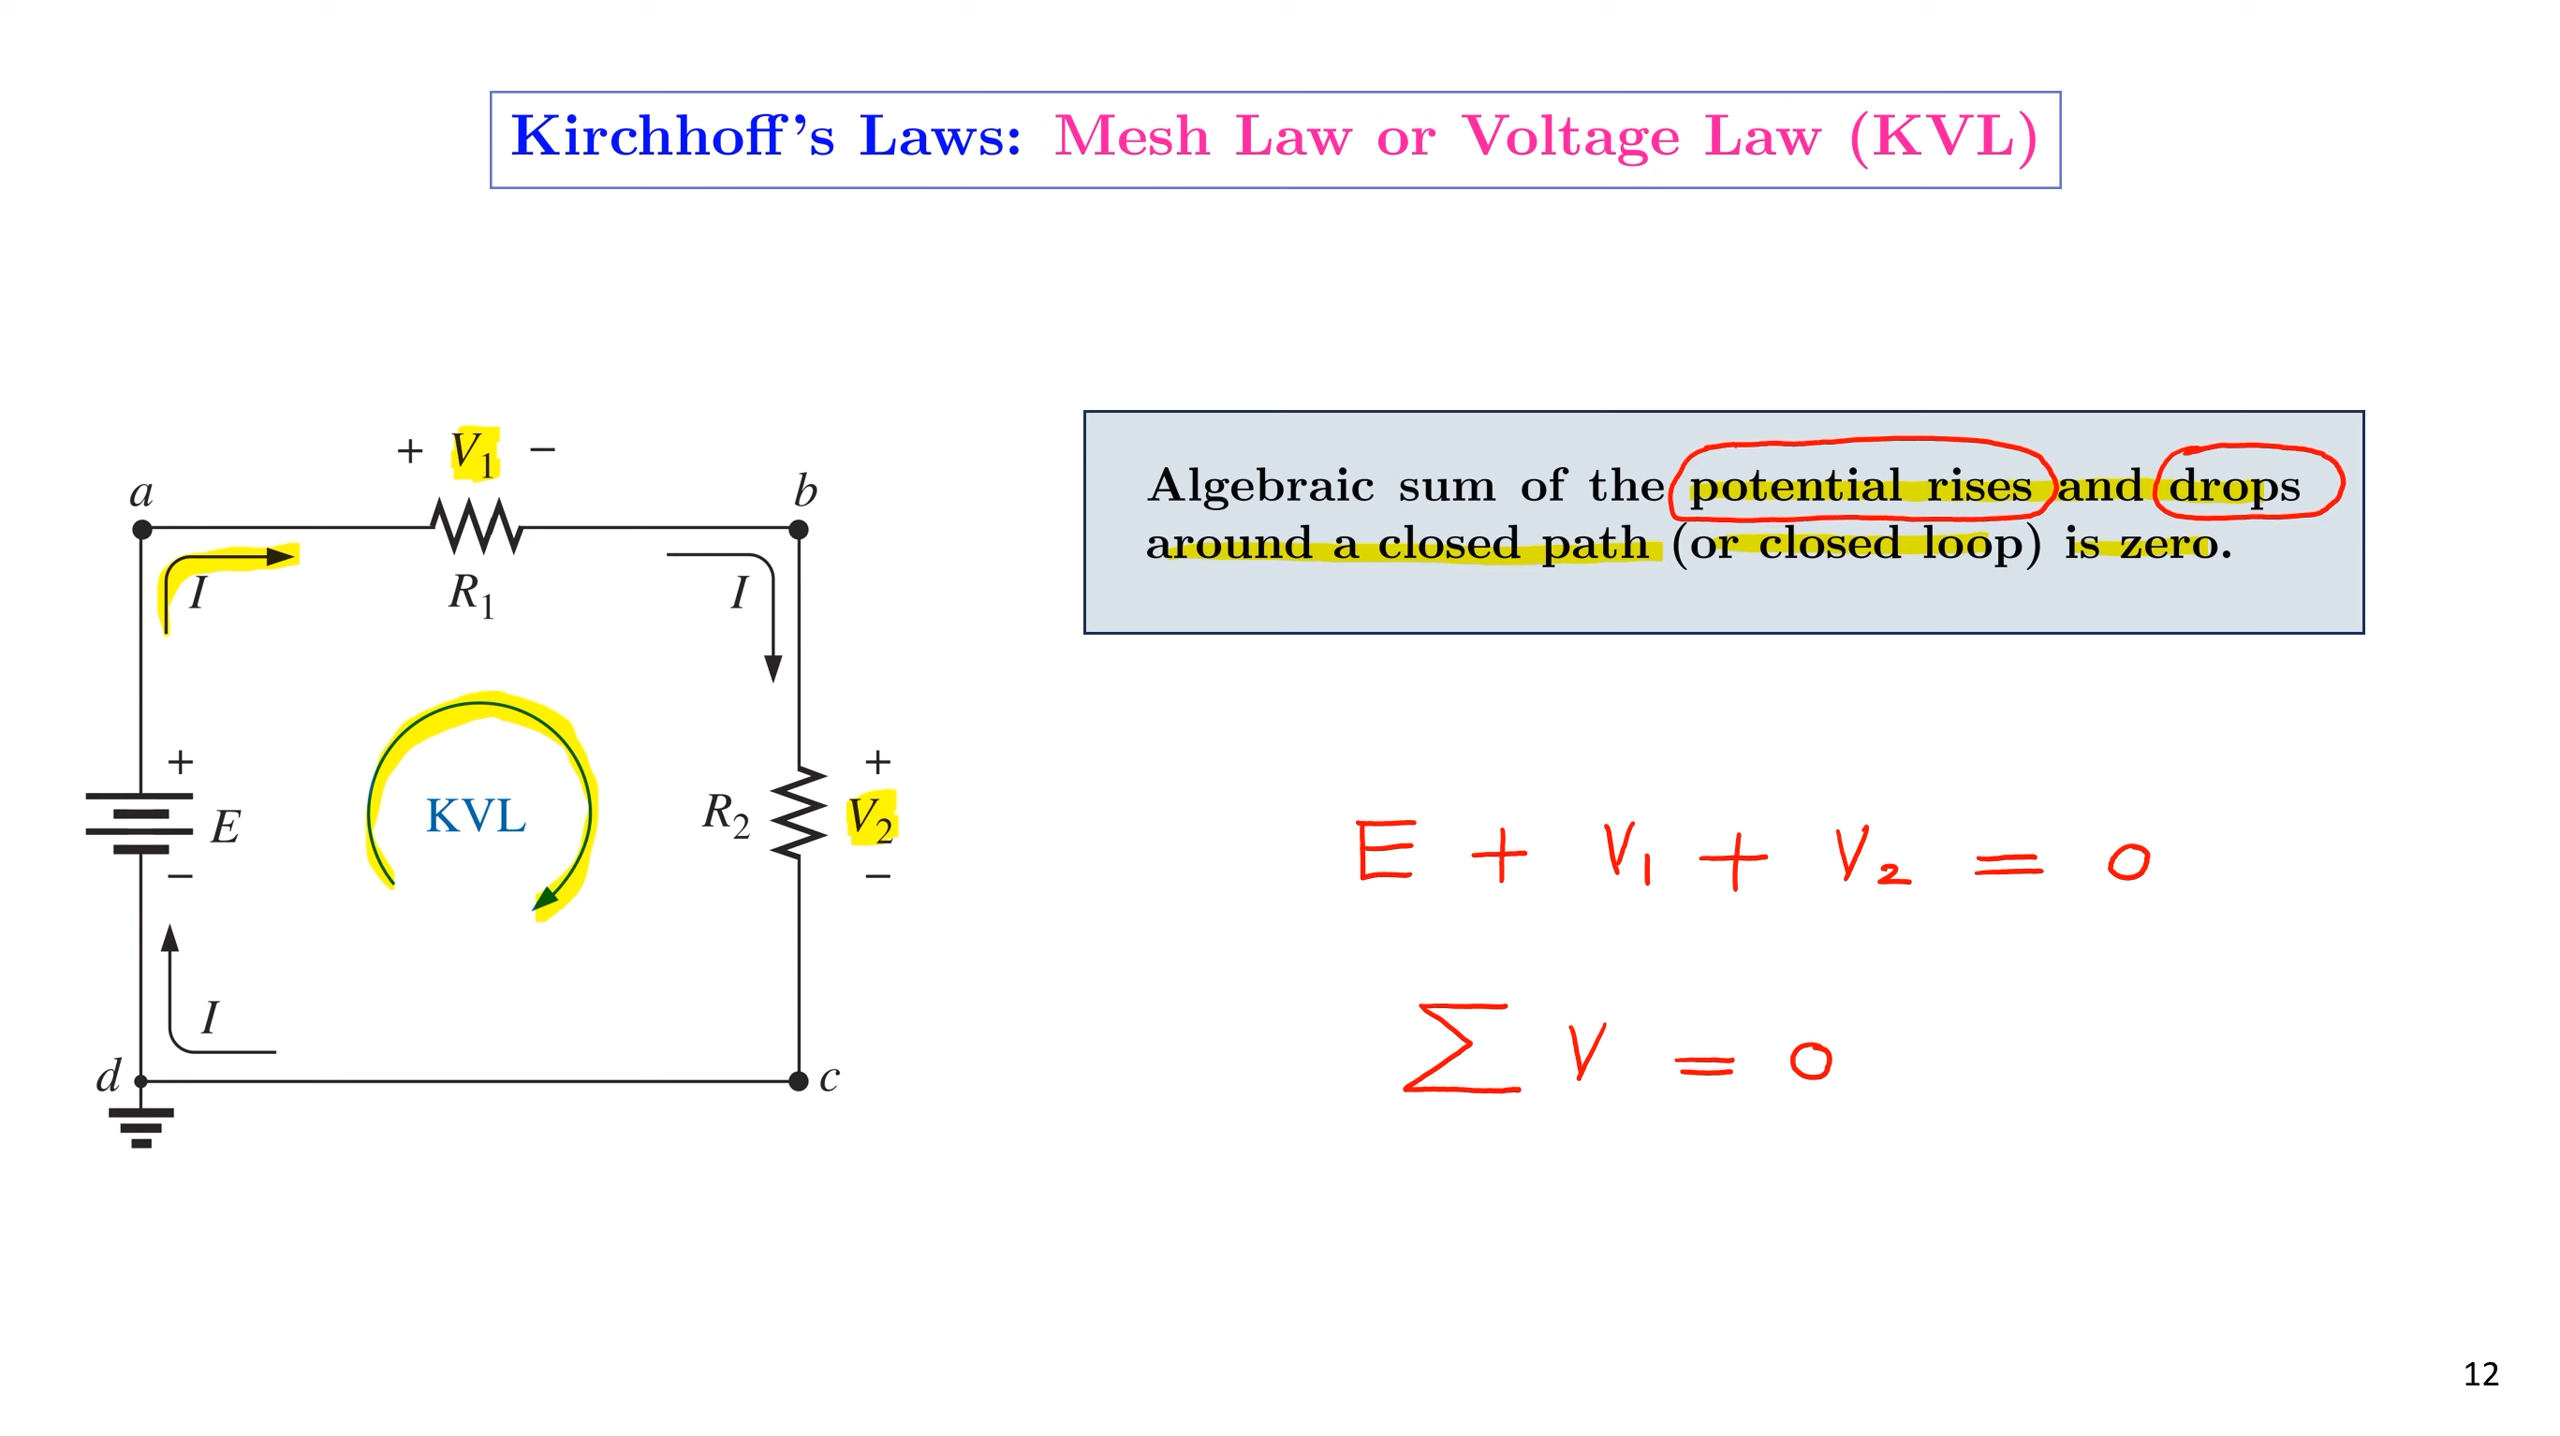 Kirchhoff's Laws: Mesh Law or Voltage Law (KVL)
+ V₁ −
a
b
I
R₁
I
Algebraic sum of the potential rises and drops
around a closed path (or closed loop) is zero.
+
E
−
KVL
R₂
+
V₂
−
E + V₁ + V₂ = 0
I
d
c
∑ V = 0
12